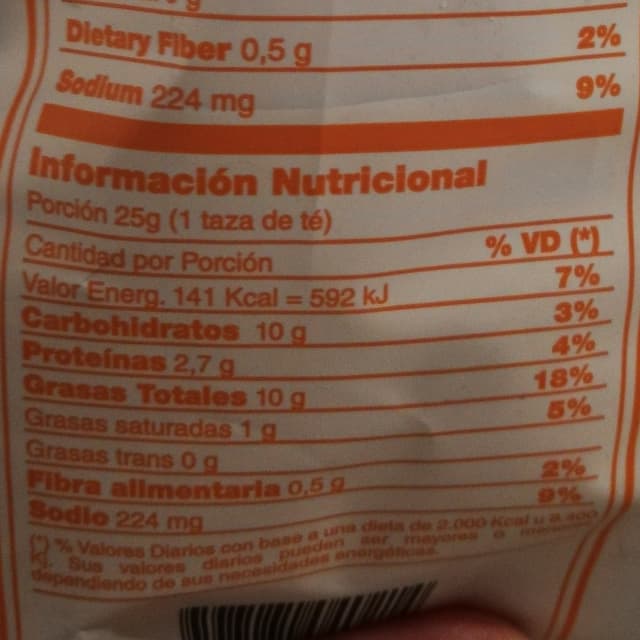 Dietary Fiber 0,5 g 2%
Sodium 224 mg 9%
Información Nutricional
Porción 25g (1 taza de té)
Cantidad por Porción % VD (*)
Valor Energ. 141 Kcal = 592 kJ 7%
Carbohidratos 10 g 3%
Proteínas 2,7 g 4%
Grasas Totales 10 g 18%
Grasas saturadas 1 g 5%
Grasas trans 0 g
Fibra alimentaria 0,5 g 2%
Sodio 224 mg 9%
(*) % Valores Diarios con base a una dieta de 2.000 Kcal u 8.400
kJ. Sus valores diarios pueden ser mayores o
dependiendo de sus necesidades energéticas.